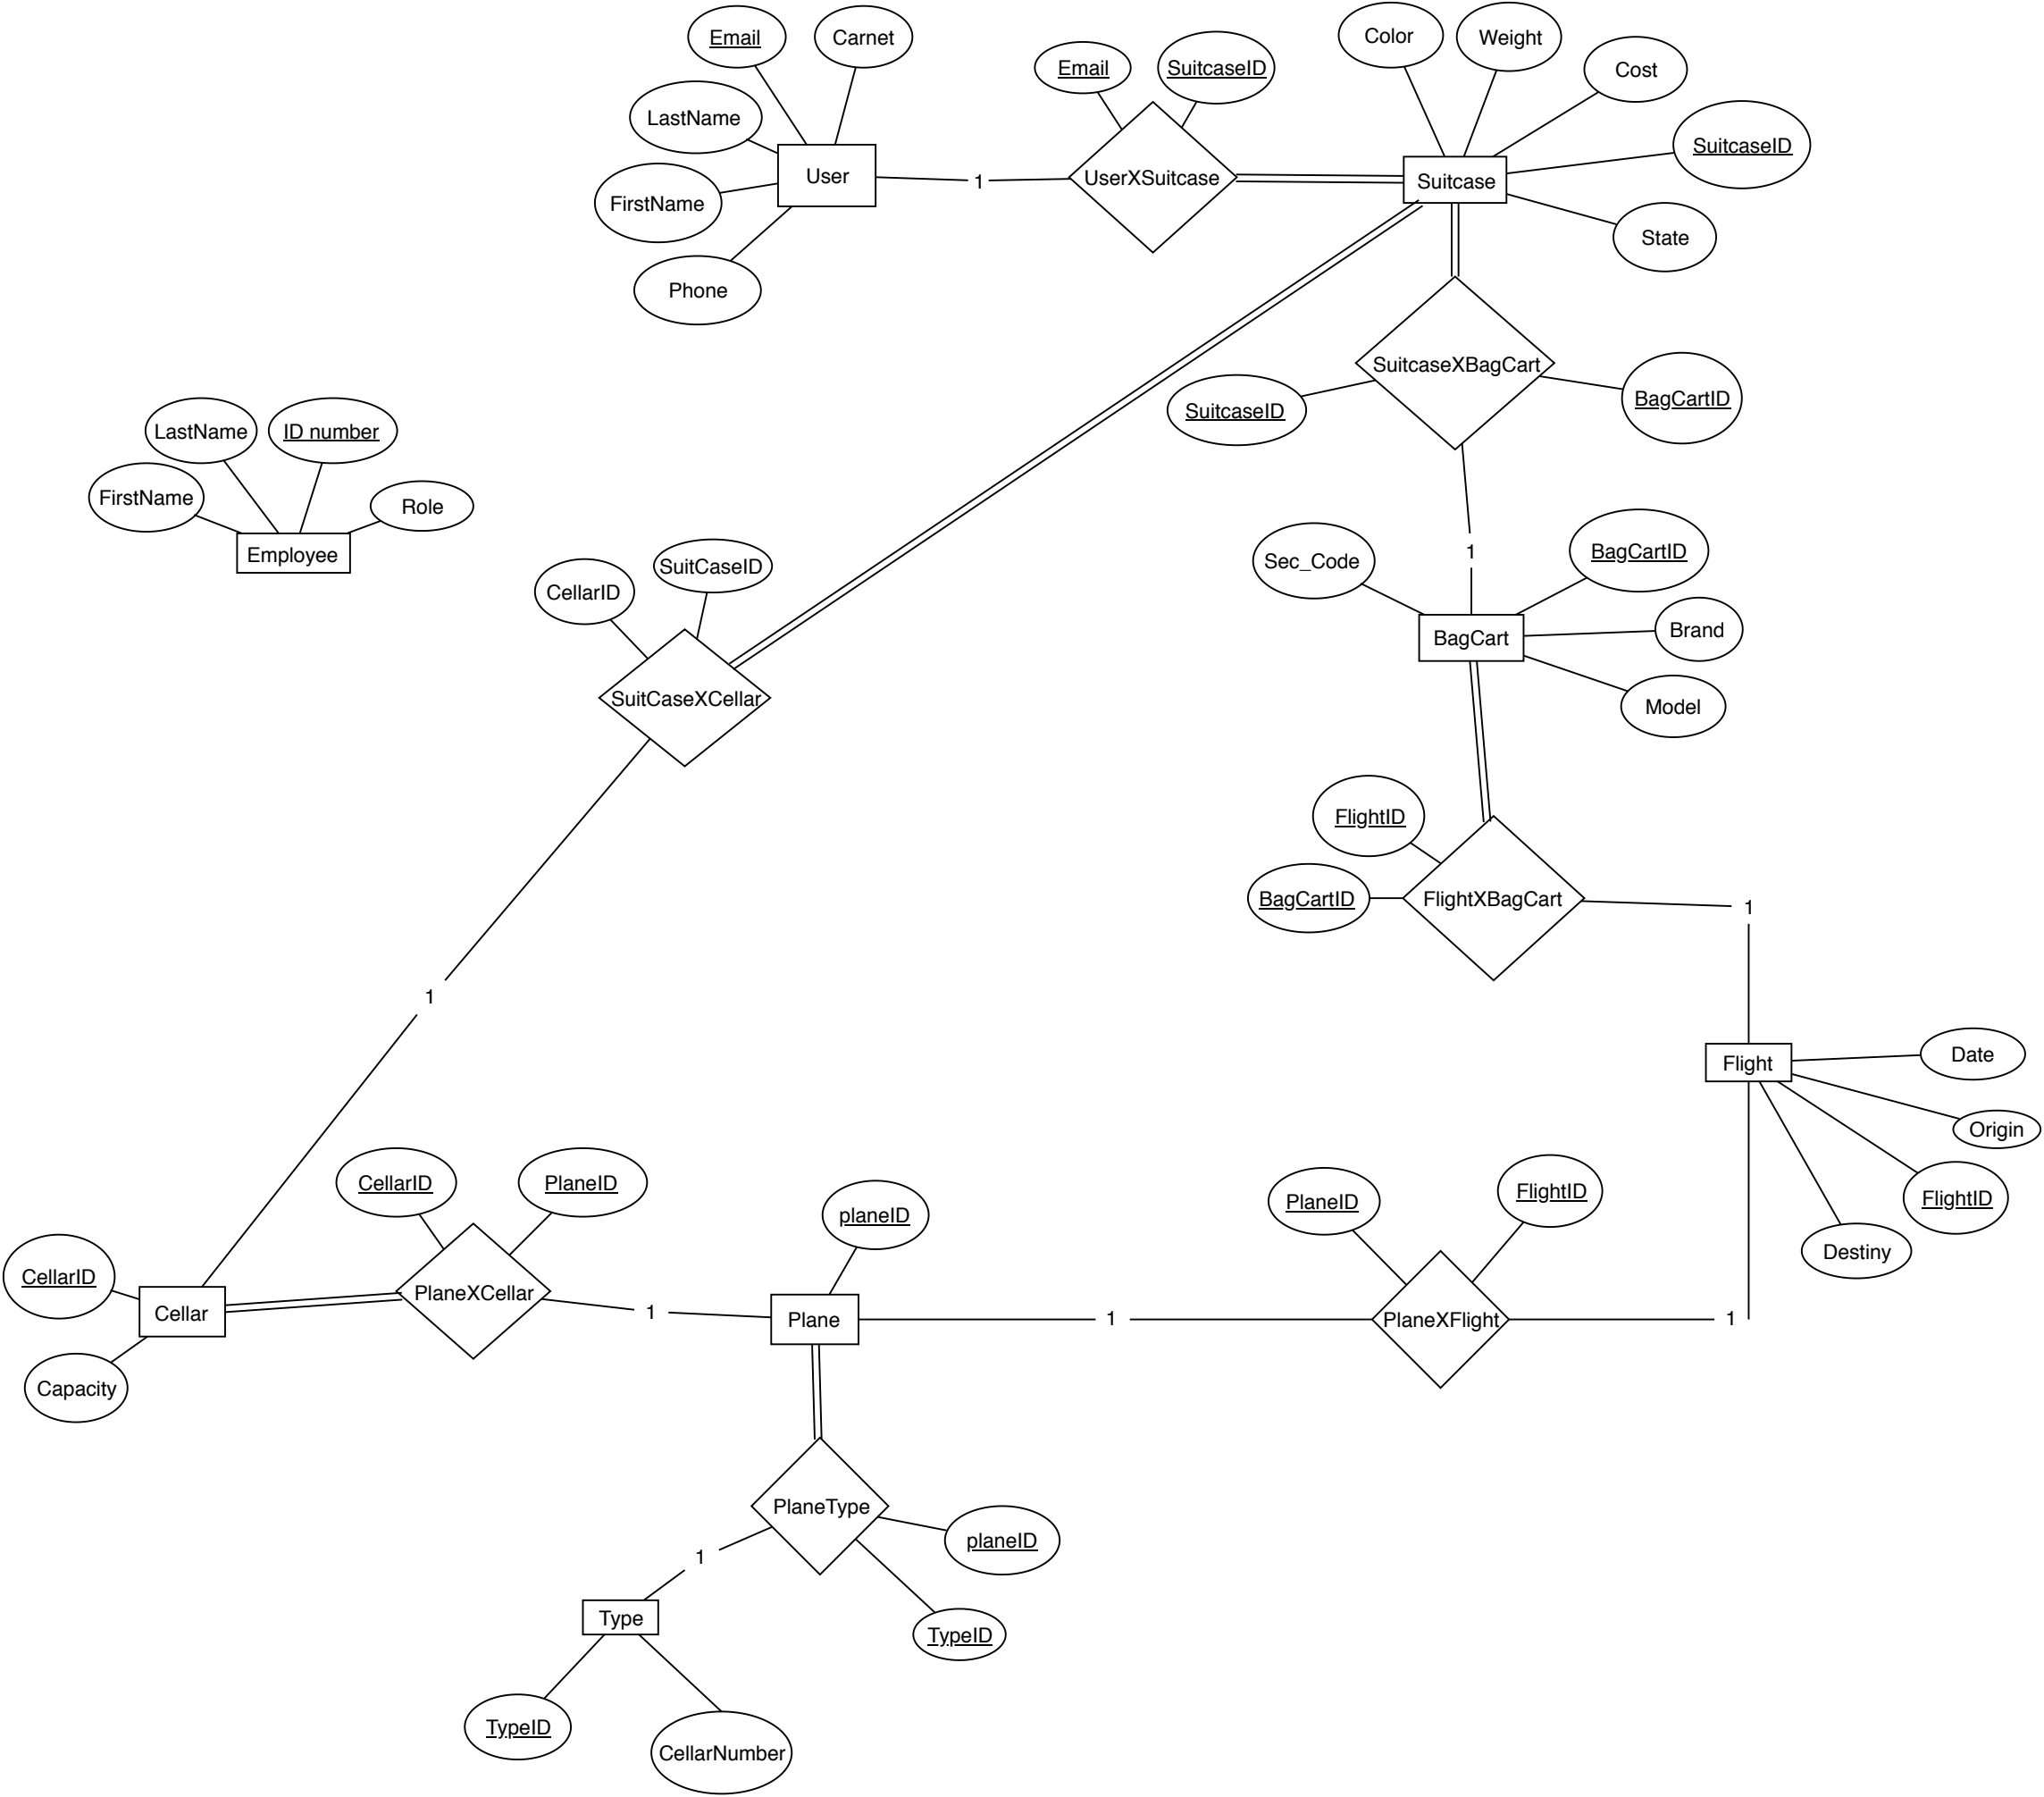 Email
Carnet
Color
Weight
Email
SuitcaseID
Cost
LastName
SuitcaseID
User
1
UserXSuitcase
Suitcase
FirstName
State
Phone
SuitcaseXBagCart
SuitcaseID
BagCartID
LastName
ID number
FirstName
Role
Employee
CellarID
SuitCaseID
1
Sec_Code
BagCartID
BagCart
Brand
SuitCaseXCellar
Model
FlightID
BagCartID
FlightXBagCart
1
1
Flight
Date
Origin
CellarID
PlaneID
planeID
PlaneID
FlightID
FlightID
Destiny
CellarID
PlaneXCellar
Cellar
1
Plane
1
PlaneXFlight
1
Capacity
PlaneType
planeID
1
Type
TypeID
TypeID
CellarNumber